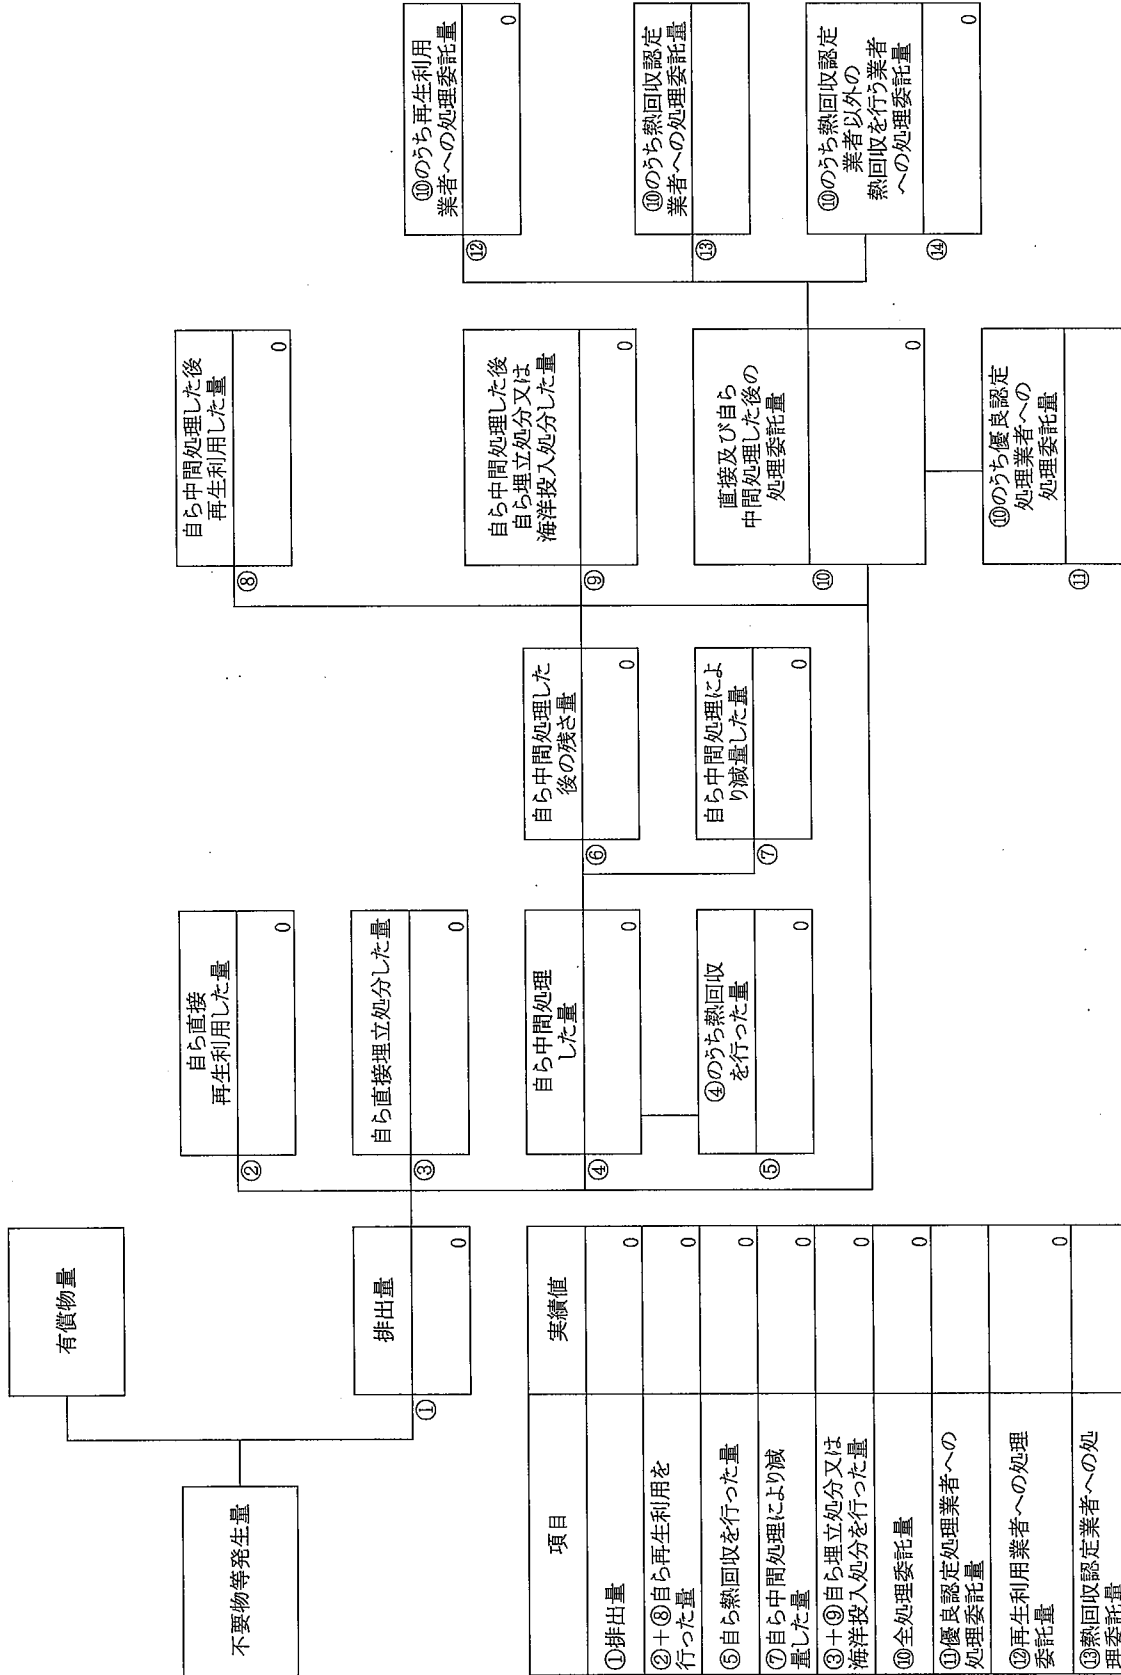 不要物等発生量
有償物量
排出量
①
0
自ら直接
再生利用した量
②
0
自ら直接埋立処分した量
③
0
自ら中間処理
した量
④
0
④のうち熱回収
を行った量
⑤
0
自ら中間処理した
後の残さ量
⑥
0
自ら中間処理によ
り減量した量
⑦
0
自ら中間処理した後
再生利用した量
⑧
0
自ら中間処理した後
自ら埋立処分又は
海洋投入処分した量
⑨
0
直接及び自ら
中間処理した後の
処理委託量
⑩
0
⑩のうち優良認定
処理業者への
処理委託量
⑪
⑩のうち再生利用
業者への処理委託量
⑫
0
⑩のうち熱回収認定
業者への処理委託量
⑬
⑩のうち熱回収認定
業者以外の
熱回収を行う業者
への処理委託量
⑭
0
項目
実績値
①排出量
0
②+⑧自ら再生利用を
行った量
0
⑤自ら熱回収を行った量
0
⑦自ら中間処理により減
量した量
0
③+⑨自ら埋立処分又は
海洋投入処分を行った量
0
⑩全処理委託量
0
⑪優良認定処理業者への
処理委託量
⑫再生利用業者への処理
委託量
0
⑬熱回収認定業者への処
理委託量